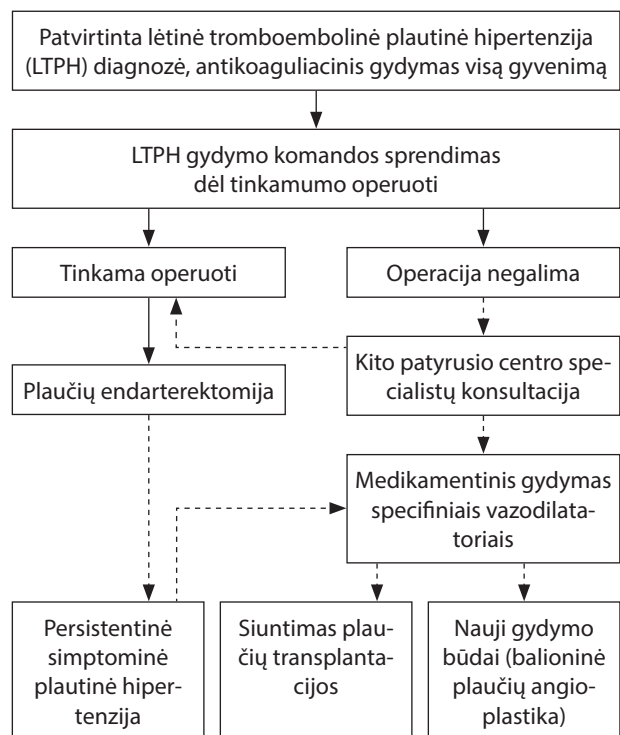 Patvirtinta lėtinė tromboembolinė plautinė hipertenzija
(LTPH) diagnozė, antikoaguliacinis gydymas visą gyvenimą
LTPH gydymo komandos sprendimas
dėl tinkamumo operuoti
Tinkama operuoti
Operacija negalima
Plaučių endarterektomija
Kito patyrusio centro spe-
cialistų konsultacija
Medikamentinis gydymas
specifiniais vazodilata-
toriais
Persistentinė
simptominė
plautinė hiper-
tenzija
Siuntimas plau-
čių transplanta-
cijos
Nauji gydymo
būdai (balioninė
plaučių angio-
plastika)